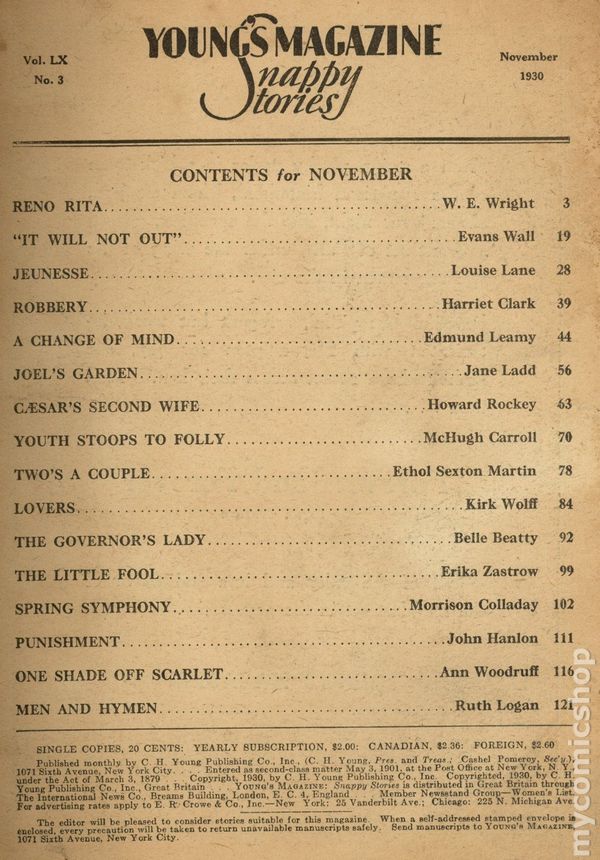 Vol. LX
No. 3
YOUNG'S MAGAZINE
Snappy
Stories
November
1930
CONTENTS for NOVEMBER
RENO RITA........W. E. Wright 3
"IT WILL NOT OUT"........Evans Wall 19
JEUNESSE........Louise Lane 28
ROBBERY........Harriet Clark 39
A CHANGE OF MIND........Edmund Leamy 44
JOEL'S GARDEN........Jane Ladd 56
CÆSAR'S SECOND WIFE........Howard Rockey 63
YOUTH STOOPS TO FOLLY........McHugh Carroll 70
TWO'S A COUPLE........Ethol Sexton Martin 78
LOVERS........Kirk Wolff 84
THE GOVERNOR'S LADY........Belle Beatty 92
THE LITTLE FOOL........Erika Zastrow 99
SPRING SYMPHONY........Morrison Colladay 102
PUNISHMENT........John Hanlon 111
ONE SHADE OFF SCARLET........Ann Woodruff 116
MEN AND HYMEN........Ruth Logan 121
SINGLE COPIES, 20 CENTS: YEARLY SUBSCRIPTION, $2.00: CANADIAN, $2.36: FOREIGN, $2.60
Published monthly by C. H. Young Publishing Co., Inc., (C. H. Young, Pres. and Treas.; Cashel Pomeroy, Sec'y.),
1071 Sixth Avenue, New York City. . . . Entered as second-class matter May 3, 1901, at the Post Office at New York, N. Y.,
under the Act of March 3, 1879 . . . Copyright, 1930, by C. H. Young Publishing Co., Inc. Copyrighted, 1930, by C. H.
Young Publishing Co., Inc., Great Britain YOUNG'S MAGAZINE: Snappy Stories is distributed in Great Britain through
The International News Co., Breams Building, London, E. C. 4, England Member Newsstand Group—Women's List.
For advertising rates apply to E. R. Crowe & Co., Inc.—New York: 25 Vanderbilt Ave.; Chicago: 225 N. Michigan Ave.
The editor will be pleased to consider stories suitable for this magazine. When a self-addressed stamped envelope is
enclosed, every precaution will be taken to return unavailable manuscripts safely. Send manuscripts to YOUNG'S MAGAZINE,
1071 Sixth Avenue, New York City.
mycomicshop